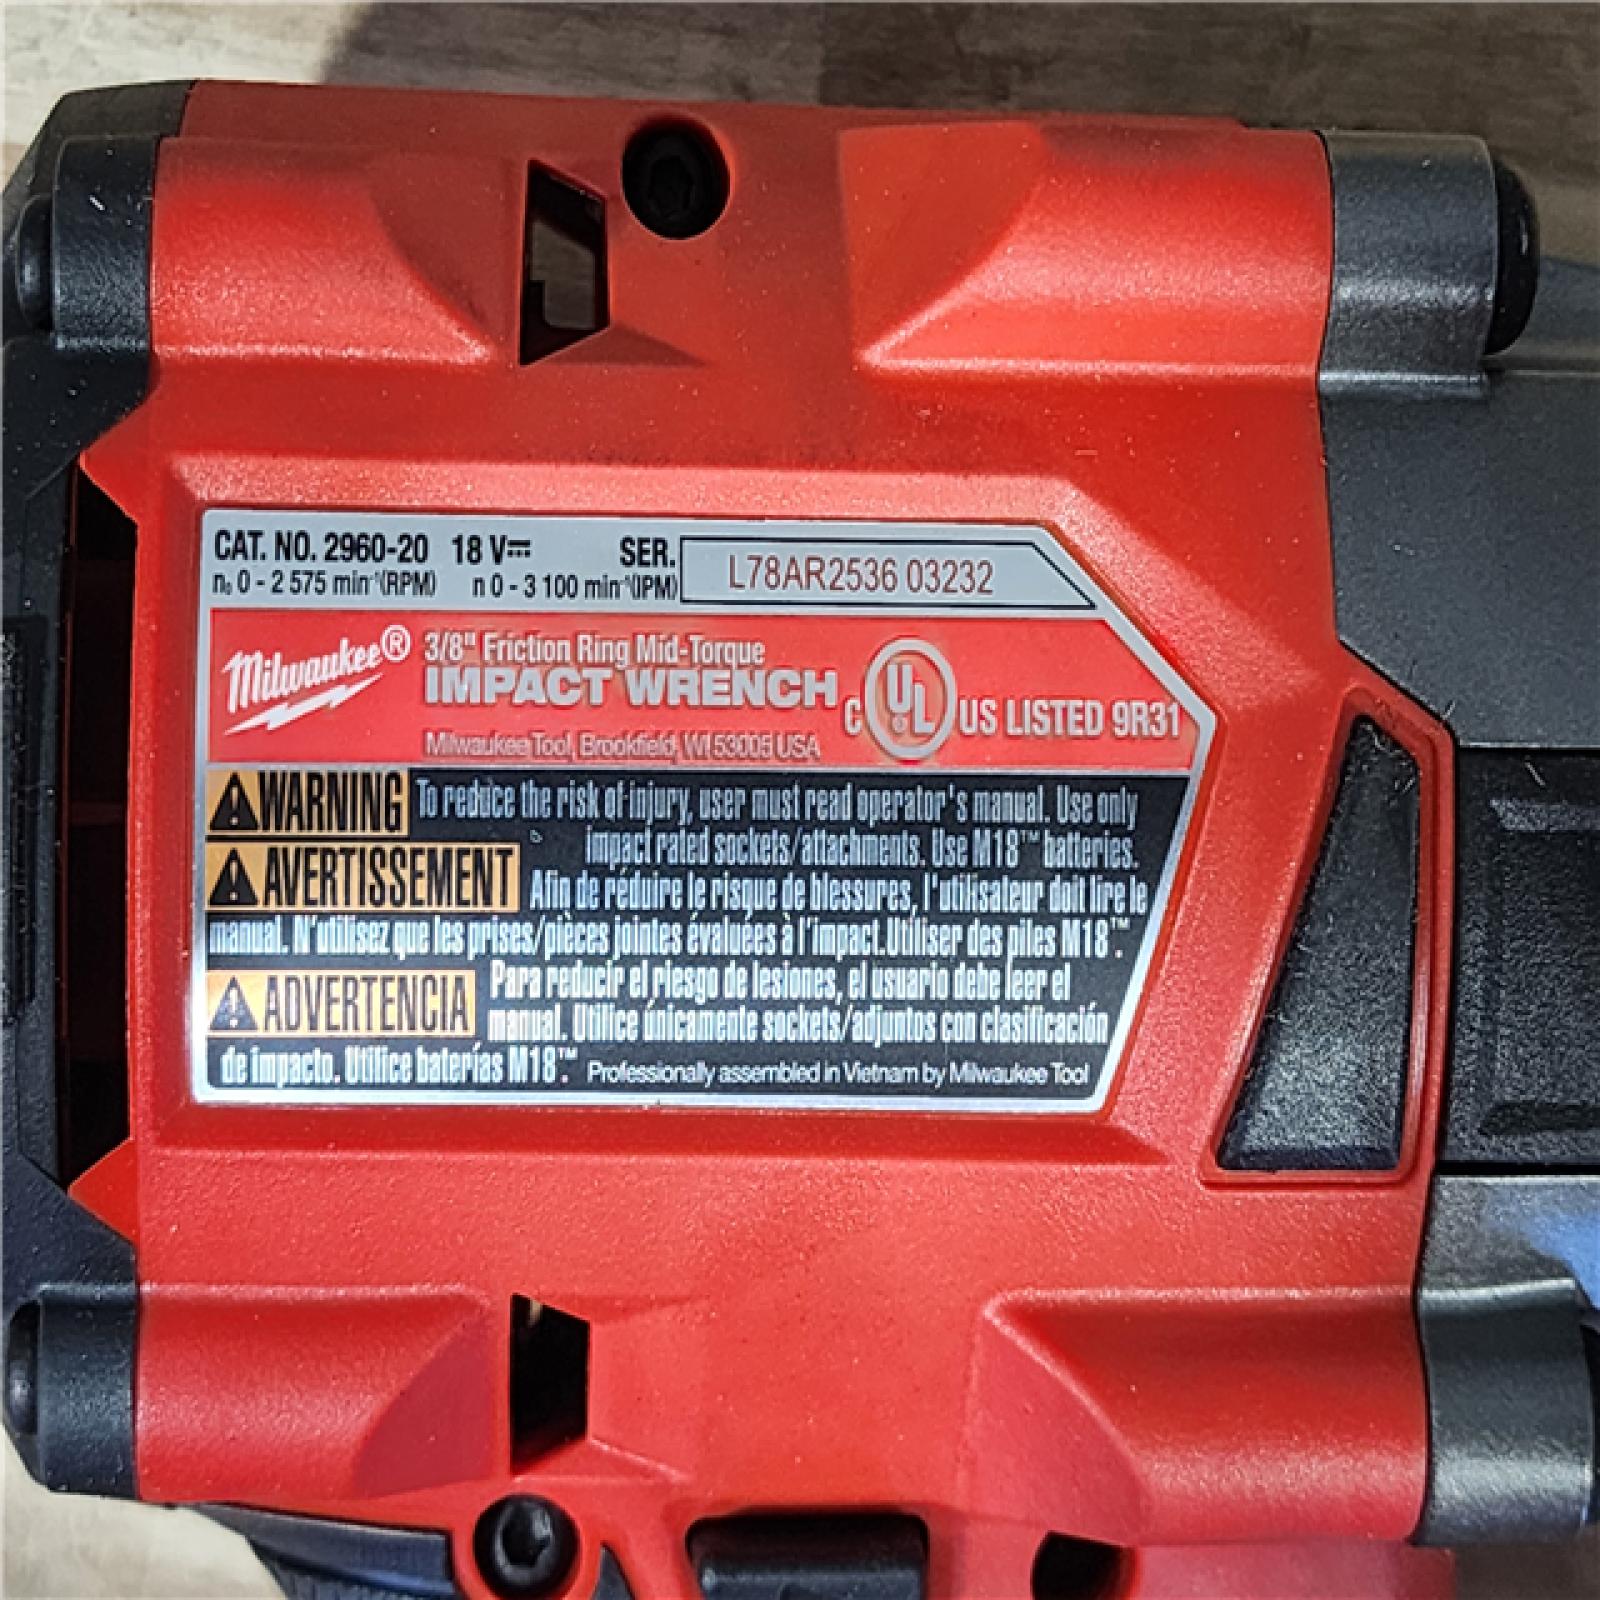 CAT. NO. 2960-20 18 V⎓ SER. L78AR2536 03232
n₀ 0 - 2 575 min⁻¹(RPM) n 0 - 3 100 min⁻¹(IPM)
Milwaukee® 3/8" Friction Ring Mid-Torque
IMPACT WRENCH
C UL US LISTED 9R31
Milwaukee Tool, Brookfield, WI 53005 USA
WARNING To reduce the risk of injury, user must read operator's manual. Use only
impact rated sockets/attachments. Use M18™ batteries.
AVERTISSEMENT Afin de réduire le risque de blessures, l'utilisateur doit lire le
manual. N'utilisez que les prises/pièces jointes évaluées à l'impact.Utiliser des piles M18™.
ADVERTENCIA Para reducir el riesgo de lesiones, el usuario debe leer el
manual. Utilice únicamente sockets/adjuntos con clasificación
de impacto. Utilice baterías M18™. Professionally assembled in Vietnam by Milwaukee Tool